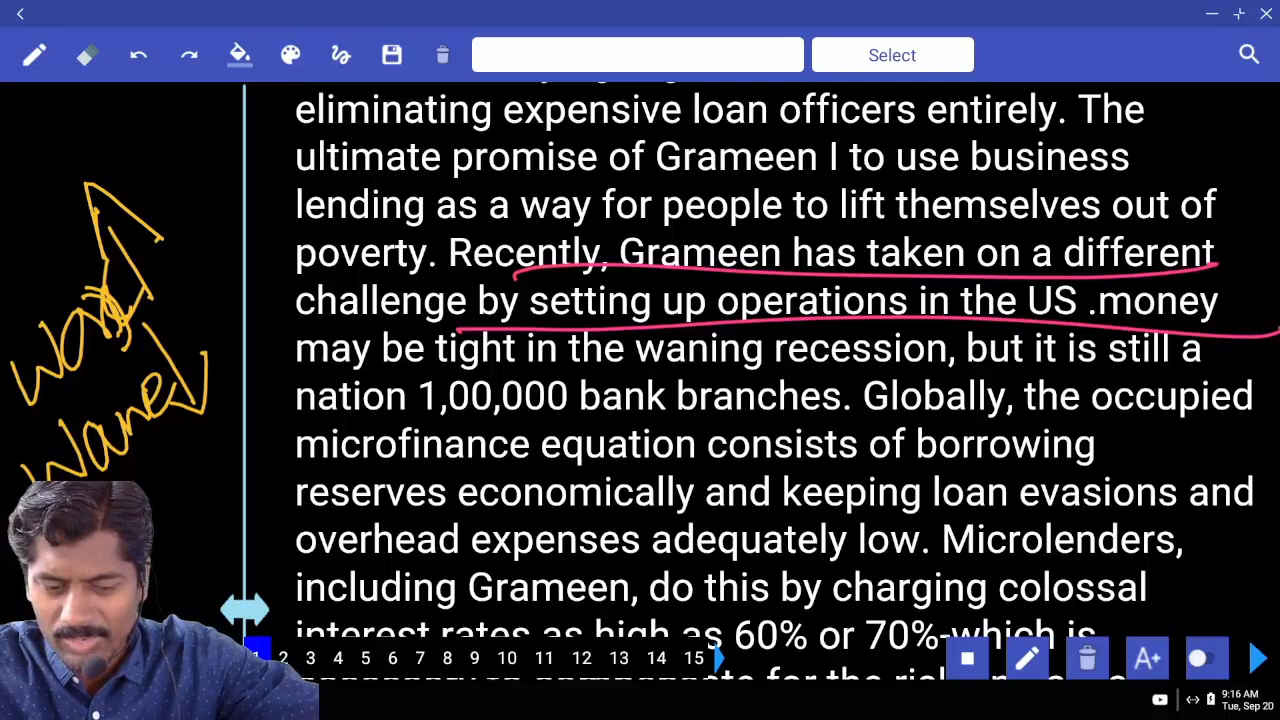 Select
eliminating expensive loan officers entirely. The
ultimate promise of Grameen I to use business
lending as a way for people to lift themselves out of
poverty. Recently, Grameen has taken on a different
challenge by setting up operations in the US .money
may be tight in the waning recession, but it is still a
nation 1,00,000 bank branches. Globally, the occupied
microfinance equation consists of borrowing
reserves economically and keeping loan evasions and
overhead expenses adequately low. Microlenders,
including Grameen, do this by charging colossal
interest rates as high as 60% or 70%-which is
for the
Waned
1 2 3 4 5 6 7 8 9 10 11 12 13 14 15
A+
9:16 AM
Tue, Sep 20